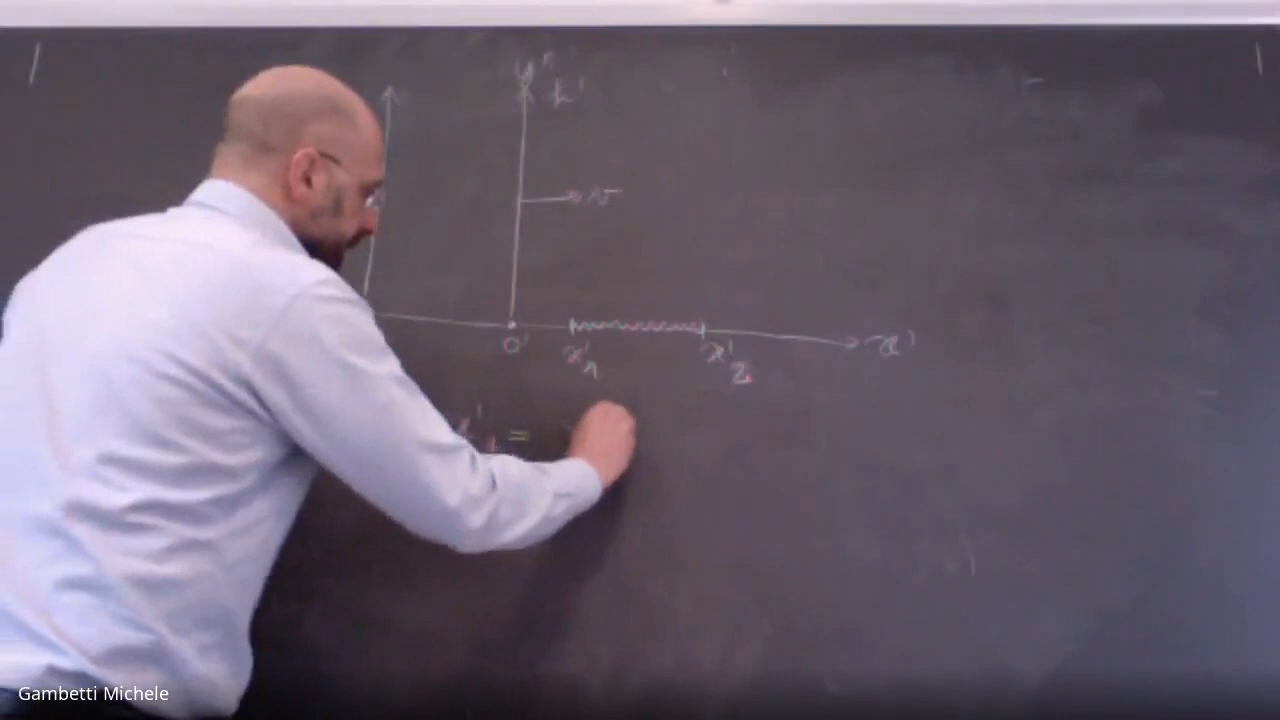 y'
k'
v
O' x'₁ x'₂ x'
=
Gambetti Michele